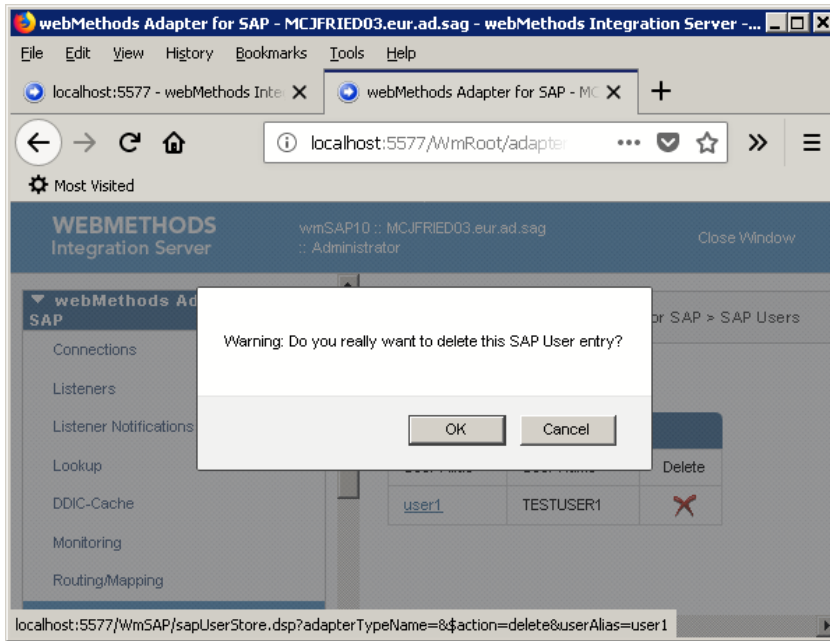 webMethods Adapter for SAP - MCJFRIED03.eur.ad.sag - webMethods Integration Server -...
File Edit View History Bookmarks Tools Help
localhost:5577 - webMethods Inte
webMethods Adapter for SAP - MC
localhost:5577/WmRoot/adapter
Most Visited
WEBMETHODS
Integration Server
wmSAP10 :: MCJFRIED03.eur.ad.sag
:: Administrator
Close Window
webMethods Ad
SAP
or SAP > SAP Users
Connections
Listeners
Listener Notifications
Lookup
DDIC-Cache
Monitoring
Routing/Mapping
Warning: Do you really want to delete this SAP User entry?
OK Cancel
Delete
user1 TESTUSER1
localhost:5577/WmSAP/sapUserStore.dsp?adapterTypeName=&$action=delete&userAlias=user1